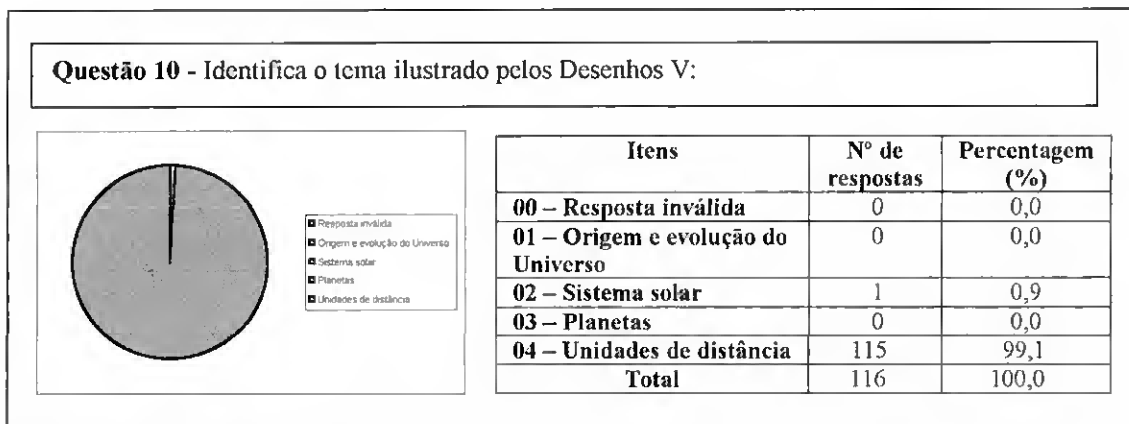 Questão 10 - Identifica o tema ilustrado pelos Desenhos V:
Resposta inválida
Origem e evolução do Universo
Sistema solar
Planetas
Unidades de distância
Itens Nº de Percentagem
respostas (%)
00 – Resposta inválida 0 0,0
01 – Origem e evolução do 0 0,0
Universo
02 – Sistema solar 1 0,9
03 – Planetas 0 0,0
04 – Unidades de distância 115 99,1
Total 116 100,0